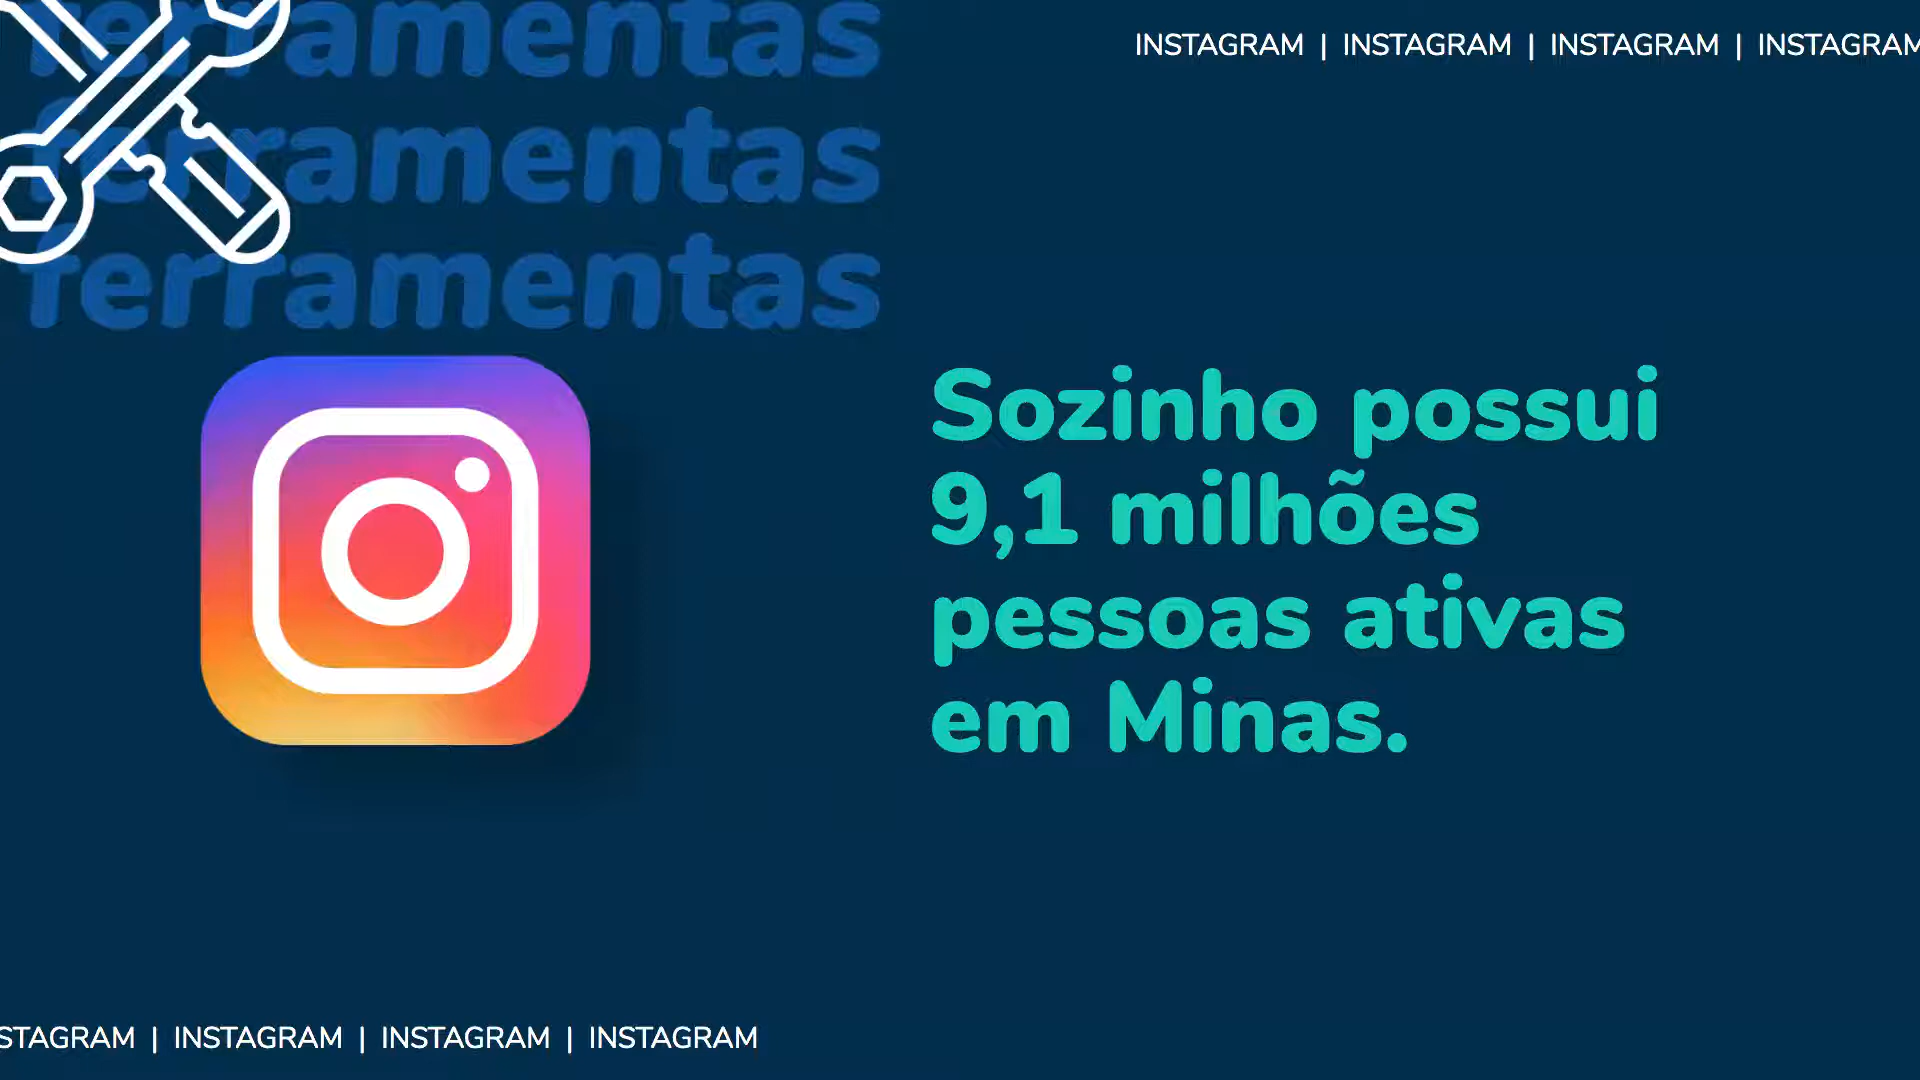 ferramentas
INSTAGRAM | INSTAGRAM | INSTAGRAM | INSTAGRAM
ferramentas
ferramentas
Sozinho possui
9,1 milhões
pessoas ativas
em Minas.
STAGRAM | INSTAGRAM | INSTAGRAM | INSTAGRAM